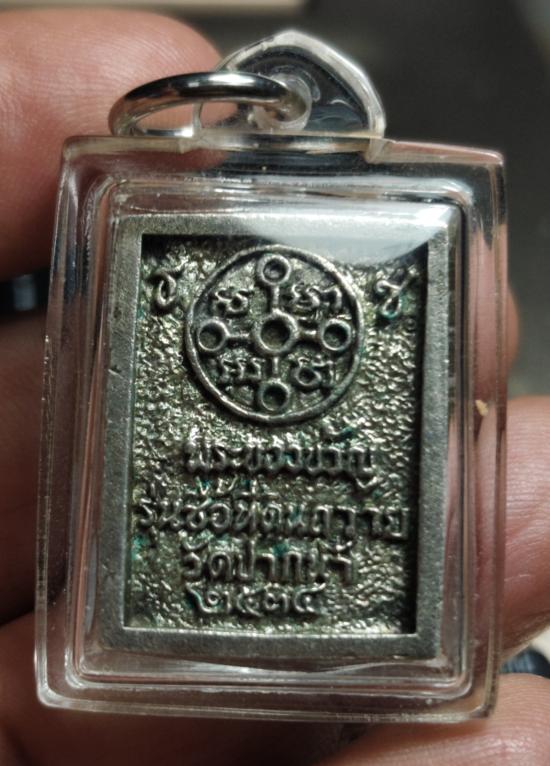 พระของขวัญ
รุ่นซื้อที่ดินถวาย
วัดปากน้ำ
๒๕๓๔